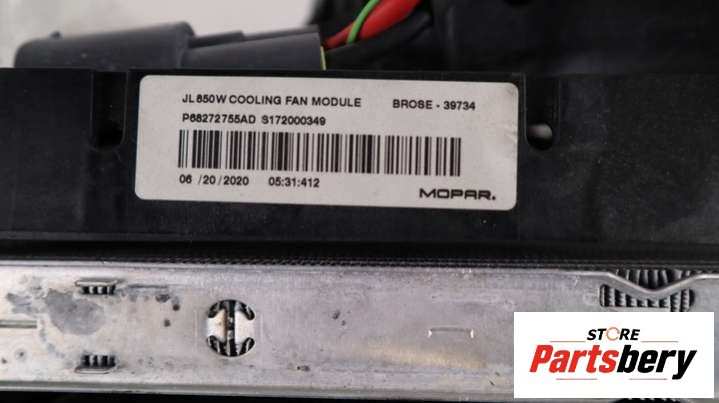 JL 850W COOLING FAN MODULE BROSE - 39734
P68272755AD S172000349
06 / 20 / 2020 05:31:412
MOPAR.
STORE
Partsbery